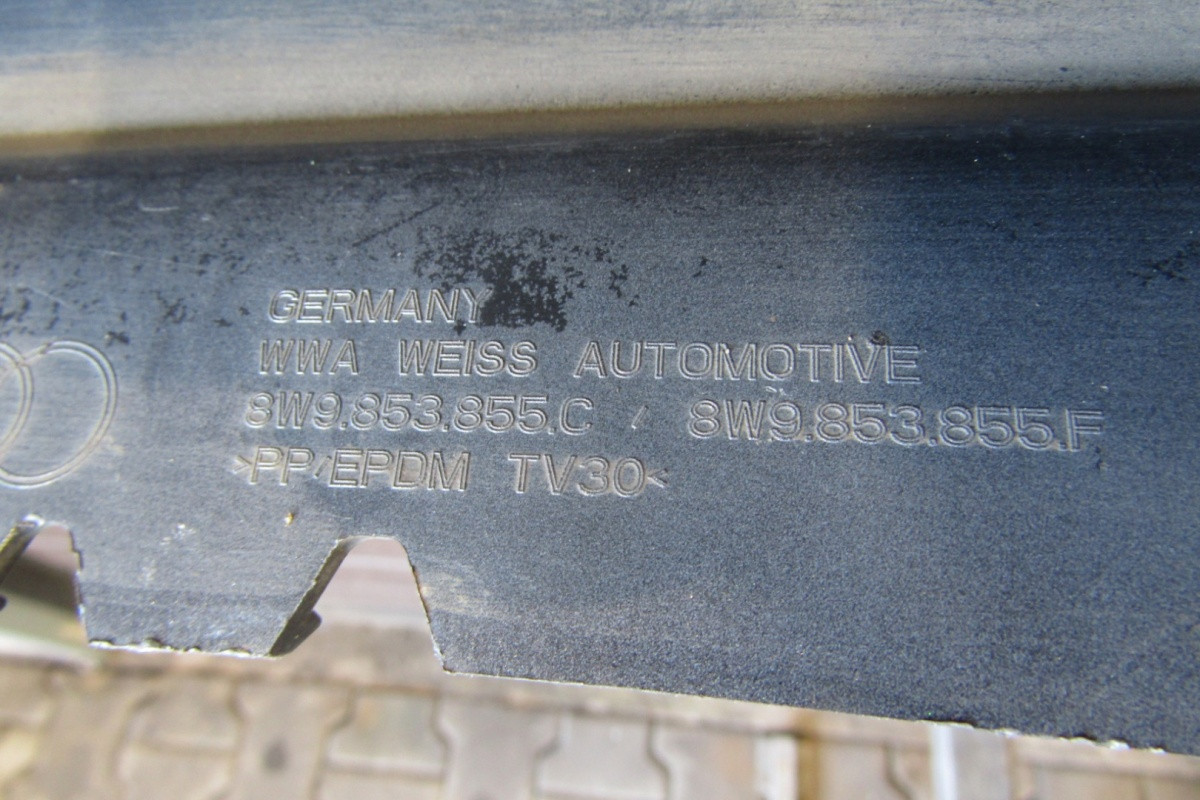 GERMANY
WWA WEISS AUTOMOTIVE
8W9.853.855.C / 8W9.853.855.F
>PP/EPDM TV30<